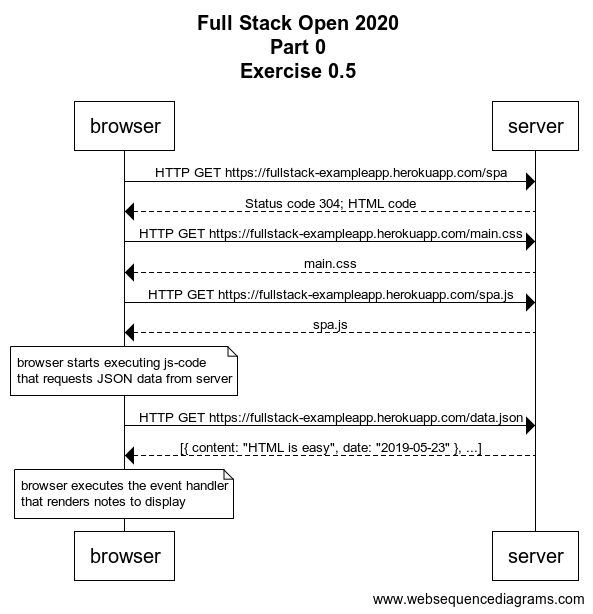 Full Stack Open 2020
Part 0
Exercise 0.5
browser
server
HTTP GET https://fullstack-exampleapp.herokuapp.com/spa
Status code 304; HTML code
HTTP GET https://fullstack-exampleapp.herokuapp.com/main.css
main.css
HTTP GET https://fullstack-exampleapp.herokuapp.com/spa.js
spa.js
browser starts executing js-code
that requests JSON data from server
HTTP GET https://fullstack-exampleapp.herokuapp.com/data.json
[{ content: "HTML is easy", date: "2019-05-23" }, ...]
browser executes the event handler
that renders notes to display
browser
server
www.websequencediagrams.com